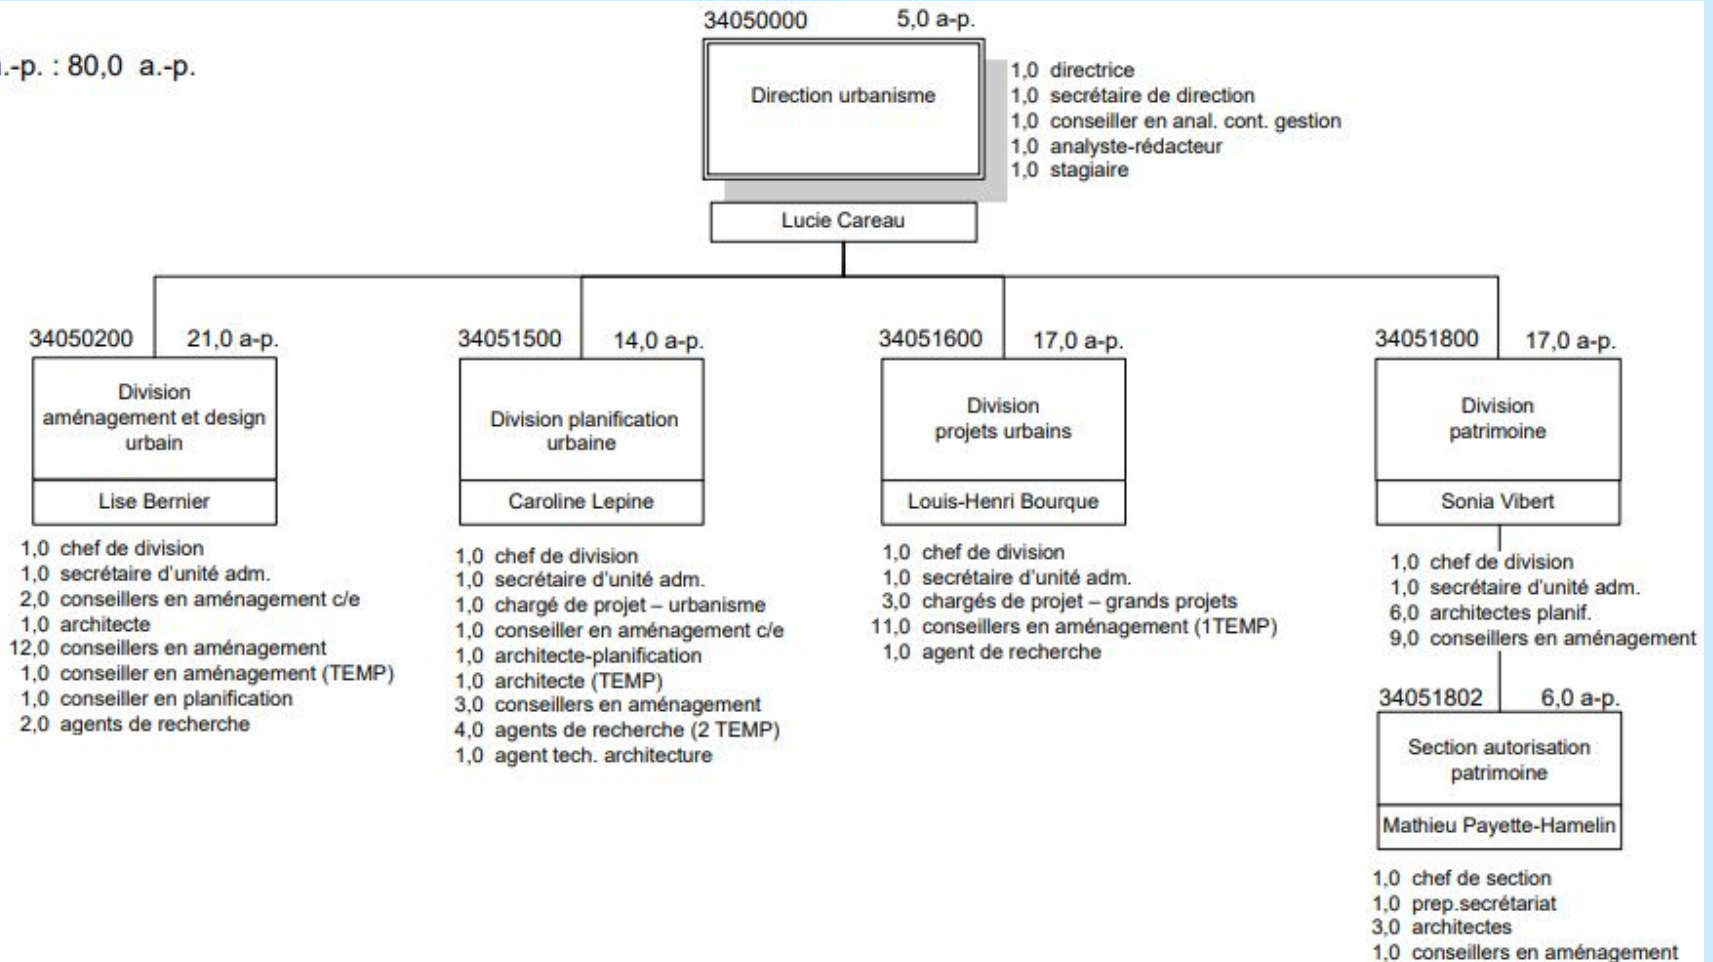 34050000 5,0 a-p.
.-p. : 80,0 a.-p.
Direction urbanisme
1,0 directrice
1,0 secrétaire de direction
1,0 conseiller en anal. cont. gestion
1,0 analyste-rédacteur
1,0 stagiaire
Lucie Careau
34050200 21,0 a-p.
Division
aménagement et design
urbain
Lise Bernier
1,0 chef de division
1,0 secrétaire d'unité adm.
2,0 conseillers en aménagement c/e
1,0 architecte
12,0 conseillers en aménagement
1,0 conseiller en aménagement (TEMP)
1,0 conseiller en planification
2,0 agents de recherche
34051500 14,0 a-p.
Division planification
urbaine
Caroline Lepine
1,0 chef de division
1,0 secrétaire d'unité adm.
1,0 chargé de projet – urbanisme
1,0 conseiller en aménagement c/e
1,0 architecte-planification
1,0 architecte (TEMP)
3,0 conseillers en aménagement
4,0 agents de recherche (2 TEMP)
1,0 agent tech. architecture
34051600 17,0 a-p.
Division
projets urbains
Louis-Henri Bourque
1,0 chef de division
1,0 secrétaire d'unité adm.
3,0 chargés de projet – grands projets
11,0 conseillers en aménagement (1TEMP)
1,0 agent de recherche
34051800 17,0 a-p.
Division
patrimoine
Sonia Vibert
1,0 chef de division
1,0 secrétaire d'unité adm.
6,0 architectes planif.
9,0 conseillers en aménagement
34051802 6,0 a-p.
Section autorisation
patrimoine
Mathieu Payette-Hamelin
1,0 chef de section
1,0 prep.secrétariat
3,0 architectes
1,0 conseillers en aménagement